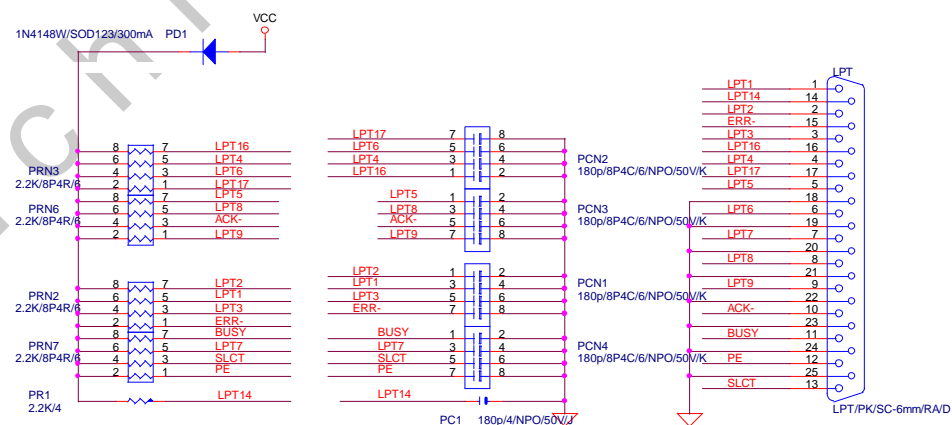 VCC
1N4148W/SOD123/300mA PD1
8 7 LPT16
6 5 LPT4
4 3 LPT6
2 1 LPT17
PRN3
2.2K/8P4R/6
8 7 LPT5
6 5 LPT8
4 3 ACK-
2 1 LPT9
PRN6
2.2K/8P4R/6
8 7 LPT2
6 5 LPT1
4 3 LPT3
2 1 ERR-
PRN2
2.2K/8P4R/6
8 7 BUSY
6 5 LPT7
4 3 SLCT
2 1 PE
PRN7
2.2K/8P4R/6
PR1
2.2K/4
LPT14
LPT17 7 8
LPT6 5 6
LPT4 3 4
LPT16 1 2
PCN2
180p/8P4C/6/NPO/50V/K
LPT5 1 2
LPT8 3 4
ACK- 5 6
LPT9 7 8
PCN3
180p/8P4C/6/NPO/50V/K
LPT2 1 2
LPT1 3 4
LPT3 5 6
ERR- 7 8
PCN1
180p/8P4C/6/NPO/50V/K
BUSY 1 2
LPT7 3 4
SLCT 5 6
PE 7 8
PCN4
180p/8P4C/6/NPO/50V/K
LPT14
PC1 180p/4/NPO/50V/J
LPT
LPT1 1
LPT14 14
LPT2 2
ERR- 15
LPT3 3
LPT16 16
LPT4 4
LPT17 17
LPT5 5
18
LPT6 6
19
LPT7 7
20
LPT8 8
21
LPT9 9
22
ACK- 10
23
BUSY 11
24
PE 12
25
SLCT 13
LPT/PK/SC-6mm/RA/D